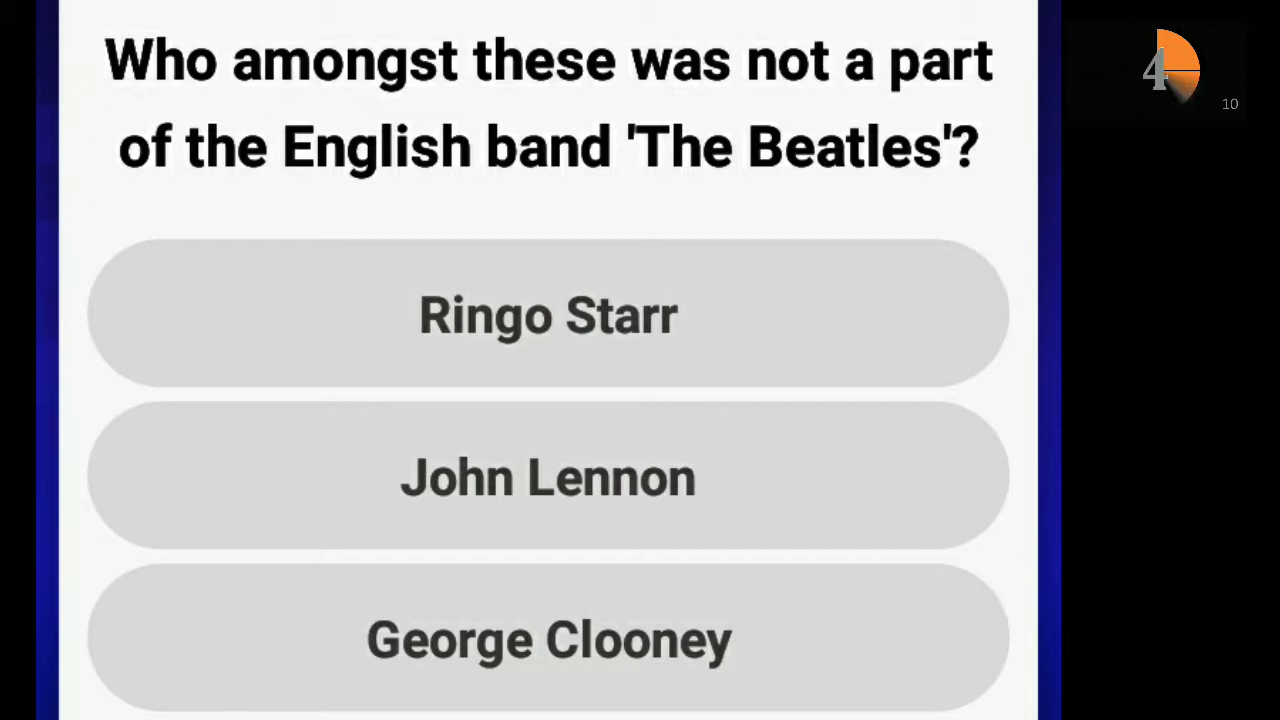 Who amongst these was not a part
of the English band 'The Beatles'?
4
10
Ringo Starr
John Lennon
George Clooney